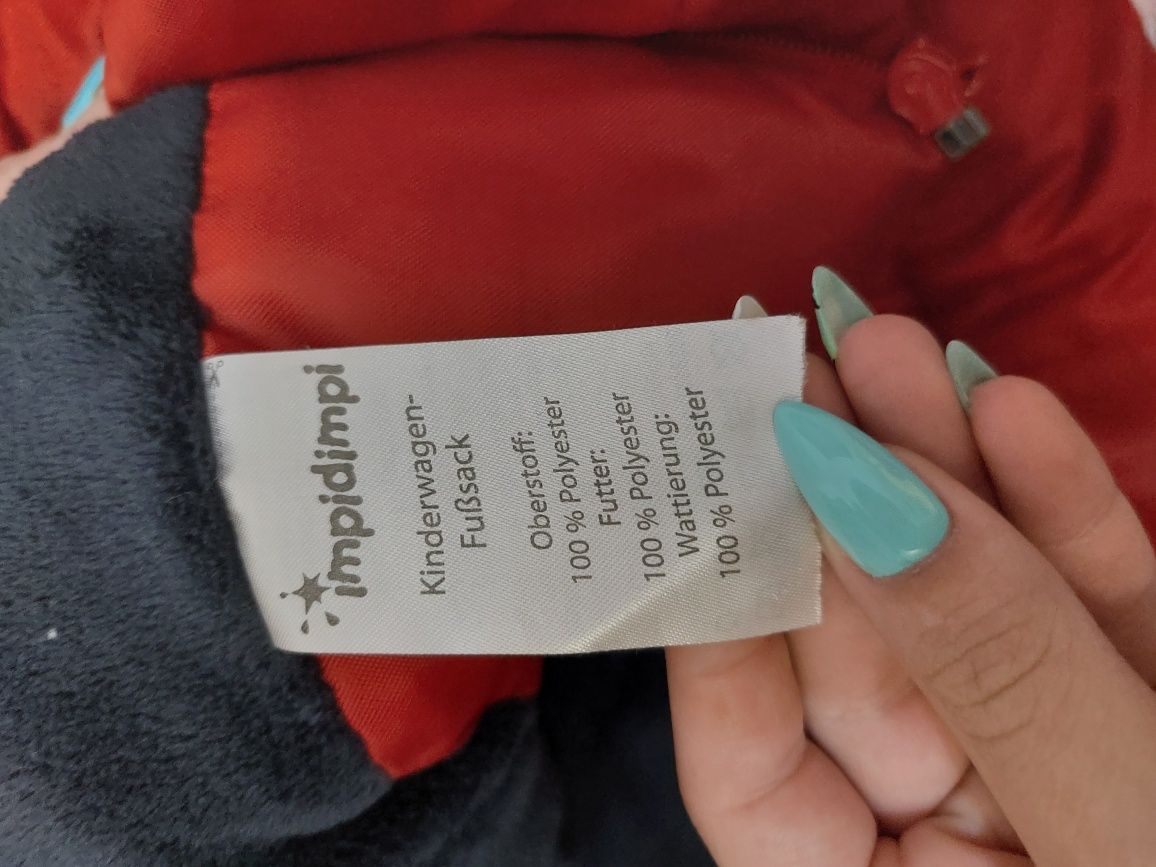 impidimpi
Kinderwagen-
Fußsack
Oberstoff:
100 % Polyester
Futter:
100 % Polyester
Wattierung:
100 % Polyester